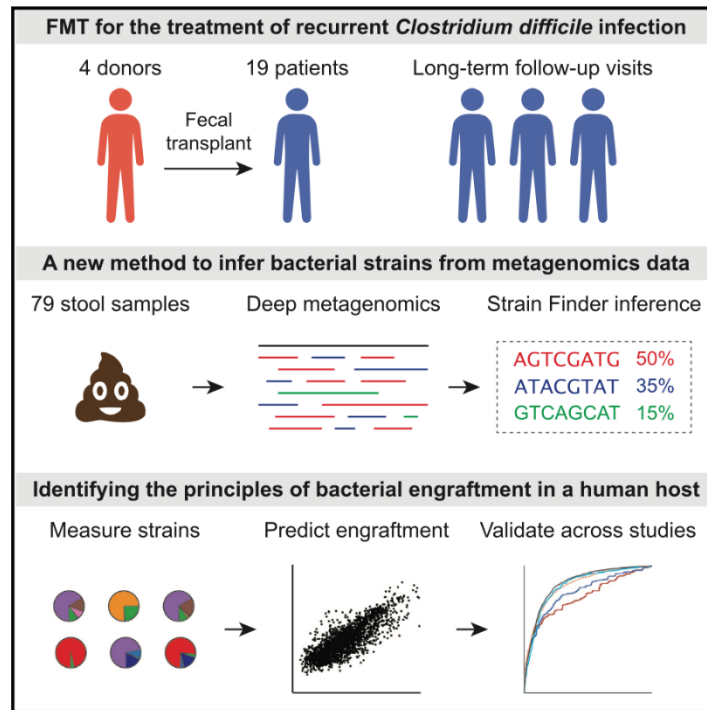 FMT for the treatment of recurrent Clostridium difficile infection
4 donors
19 patients
Long-term follow-up visits
Fecal
transplant
A new method to infer bacterial strains from metagenomics data
79 stool samples
Deep metagenomics
Strain Finder inference
AGTCGATG 50%
ATACGTAT 35%
GTCAGCAT 15%
Identifying the principles of bacterial engraftment in a human host
Measure strains
Predict engraftment
Validate across studies